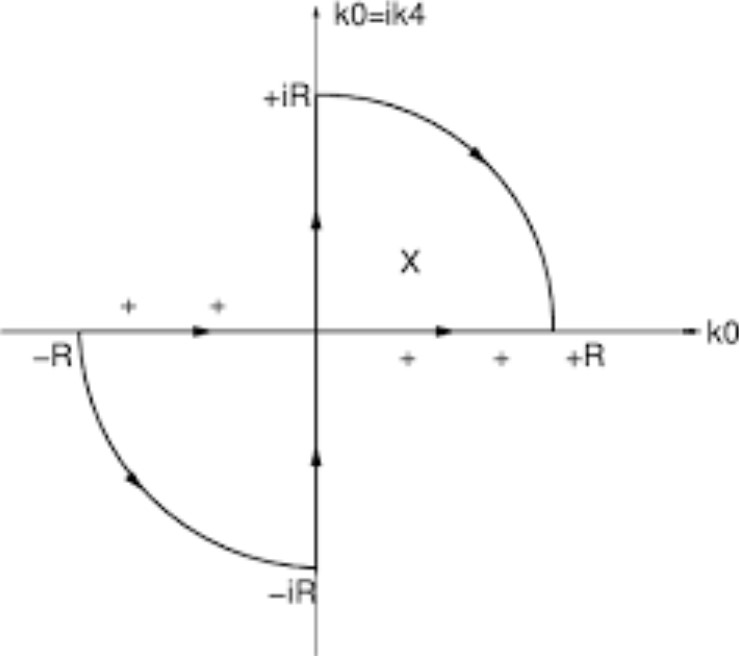 k0=ik4
+iR
X
+ +
k0
−R
+ +
+R
−iR